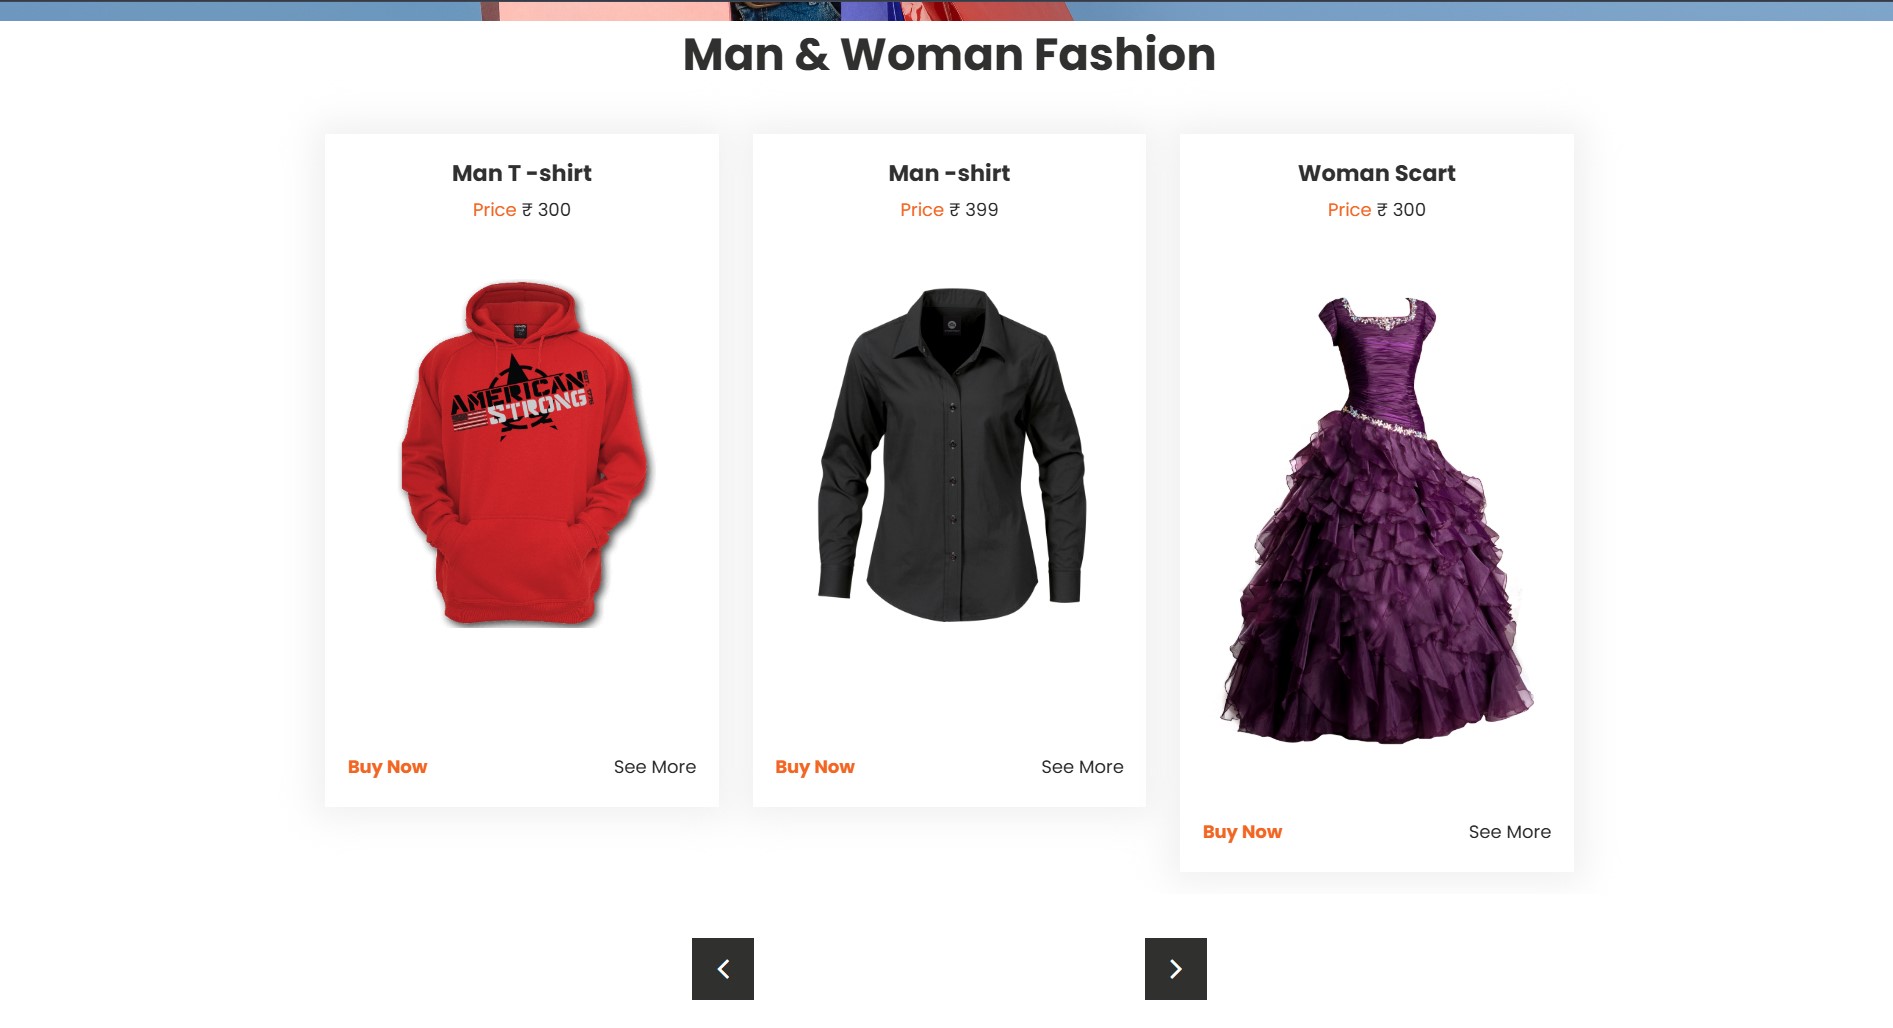 Man & Woman Fashion
Man T -shirt
Price ₹ 300
AMERICAN
STRONG
Buy Now
See More
Man -shirt
Price ₹ 399
Buy Now
See More
Woman Scart
Price ₹ 300
Buy Now
See More